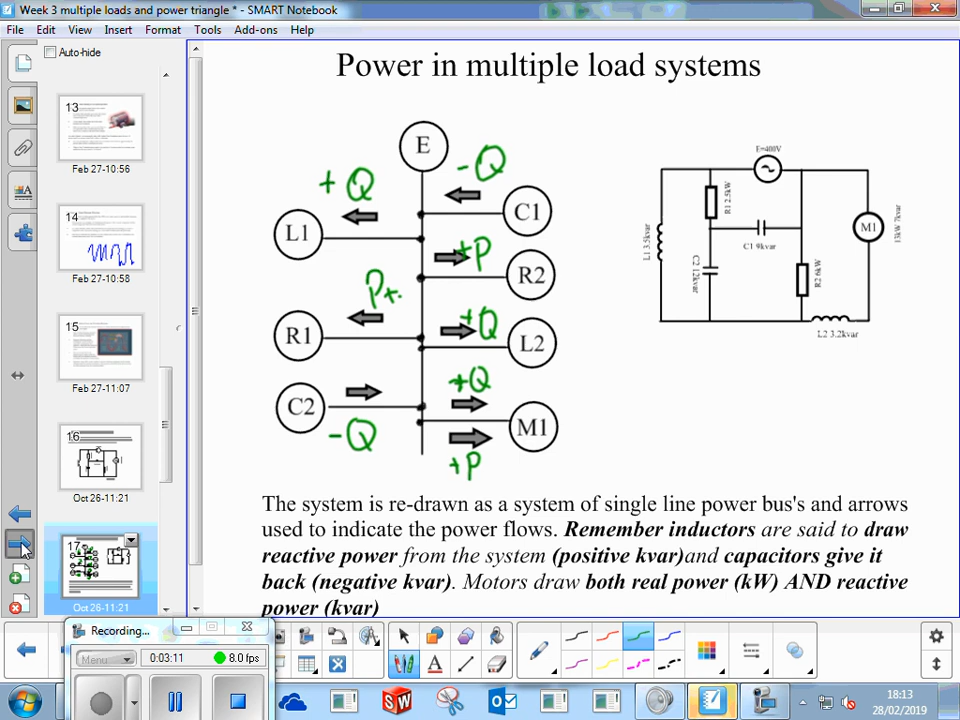 Week 3 multiple loads and power triangle * - SMART Notebook
File Edit View Insert Format Tools Add-ons Help
Auto-hide
13
Feb 27-10:56
14
Feb 27-10:58
15
Feb 27-11:07
16
Oct 26-11:21
17
Oct 26-11:21
Power in multiple load systems
E
-Q
+Q
C1
L1
+P
R2
P+.
+Q
R1
L2
+Q
C2
-Q
M1
+P
E=400V
R1 2.5kW
C1 9kvar
L1 3.5kvar
C2 12kvar
R2 6kW
M1
13kW 7kvar
L2 3.2kvar
The system is re-drawn as a system of single line power bus's and arrows
used to indicate the power flows. Remember inductors are said to draw
reactive power from the system (positive kvar)and capacitors give it
back (negative kvar). Motors draw both real power (kW) AND reactive
power (kvar)
Recording...
Menu
0:03:11
8.0 fps
A
18:13
28/02/2019